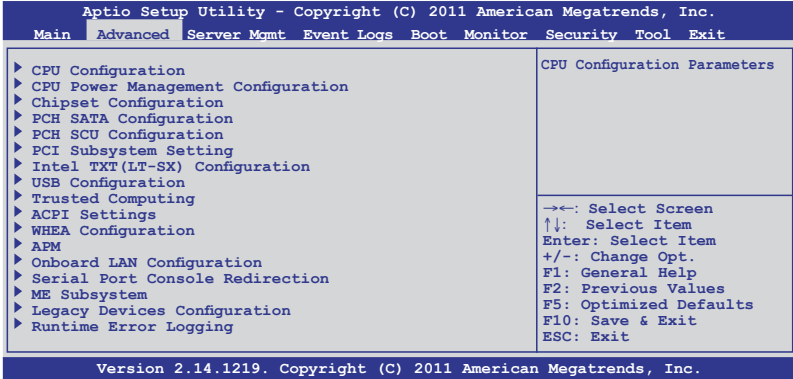 Aptio Setup Utility - Copyright (C) 2011 American Megatrends, Inc.
Main Advanced Server Mgmt Event Logs Boot Monitor Security Tool Exit
CPU Configuration
CPU Power Management Configuration
Chipset Configuration
PCH SATA Configuration
PCH SCU Configuration
PCI Subsystem Setting
Intel TXT(LT-SX) Configuration
USB Configuration
Trusted Computing
ACPI Settings
WHEA Configuration
APM
Onboard LAN Configuration
Serial Port Console Redirection
ME Subsystem
Legacy Devices Configuration
Runtime Error Logging
CPU Configuration Parameters
→←: Select Screen
↑↓: Select Item
Enter: Select Item
+/-: Change Opt.
F1: General Help
F2: Previous Values
F5: Optimized Defaults
F10: Save & Exit
ESC: Exit
Version 2.14.1219. Copyright (C) 2011 American Megatrends, Inc.